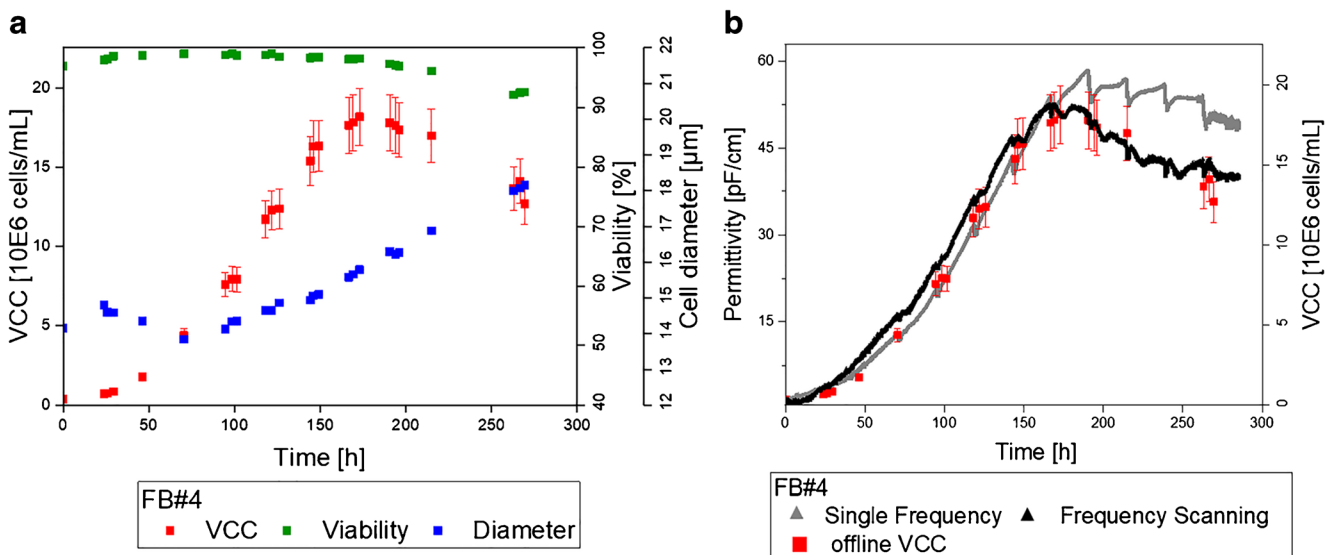 a
VCC [10E6 cells/mL]
20
15
10
5
0
0 50 100 150 200 250 300
Time [h]
100
90
80
70
60
50
40
Viability [%]
22
21
20
19
18
17
16
15
14
13
12
Cell diameter [µm]
FB#4
VCC Viability Diameter
b
Permittivity [pF/cm]
60
45
30
15
0 50 100 150 200 250 300
Time [h]
20
15
10
5
0
VCC [10E6 cells/mL]
FB#4
Single Frequency Frequency Scanning
offline VCC